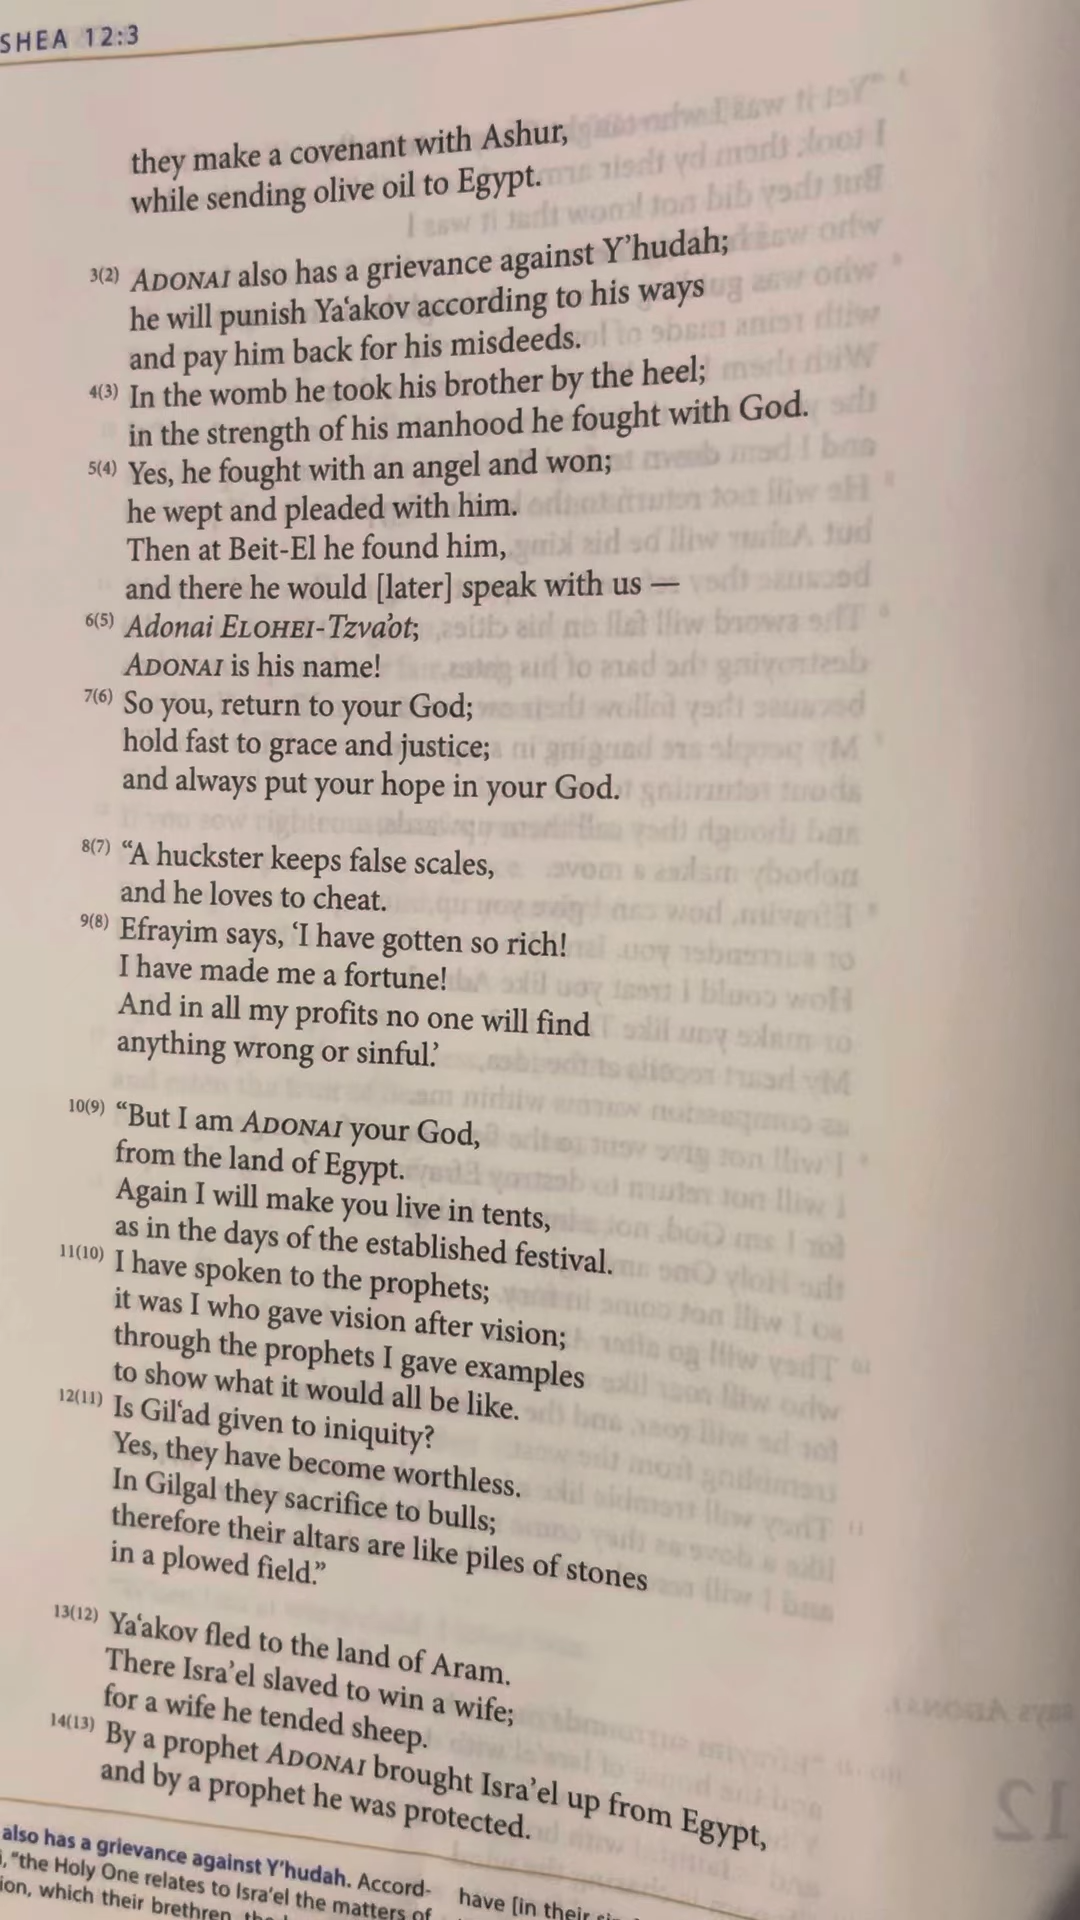 SHEA 12:3
they make a covenant with Ashur,
while sending olive oil to Egypt.
3(2) ADONAI also has a grievance against Y’hudah;
he will punish Ya‘akov according to his ways
and pay him back for his misdeeds.
4(3) In the womb he took his brother by the heel;
in the strength of his manhood he fought with God.
5(4) Yes, he fought with an angel and won;
he wept and pleaded with him.
Then at Beit-El he found him,
and there he would [later] speak with us —
6(5) Adonai ELOHEI-Tzva’ot;
ADONAI is his name!
7(6) So you, return to your God;
hold fast to grace and justice;
and always put your hope in your God.
8(7) “A huckster keeps false scales,
and he loves to cheat.
9(8) Efrayim says, ‘I have gotten so rich!
I have made me a fortune!
And in all my profits no one will find
anything wrong or sinful.’
10(9) “But I am ADONAI your God,
from the land of Egypt.
Again I will make you live in tents,
as in the days of the established festival.
11(10) I have spoken to the prophets;
it was I who gave vision after vision;
through the prophets I gave examples
to show what it would all be like.
12(11) Is Gil‘ad given to iniquity?
Yes, they have become worthless.
In Gilgal they sacrifice to bulls;
therefore their altars are like piles of stones
in a plowed field.”
13(12) Ya‘akov fled to the land of Aram.
There Isra’el slaved to win a wife;
for a wife he tended sheep.
14(13) By a prophet ADONAI brought Isra’el up from Egypt,
and by a prophet he was protected.
also has a grievance against Y’hudah. Accord-
“the Holy One relates to Isra’el the matters of
ion, which their brethren,
have [in their